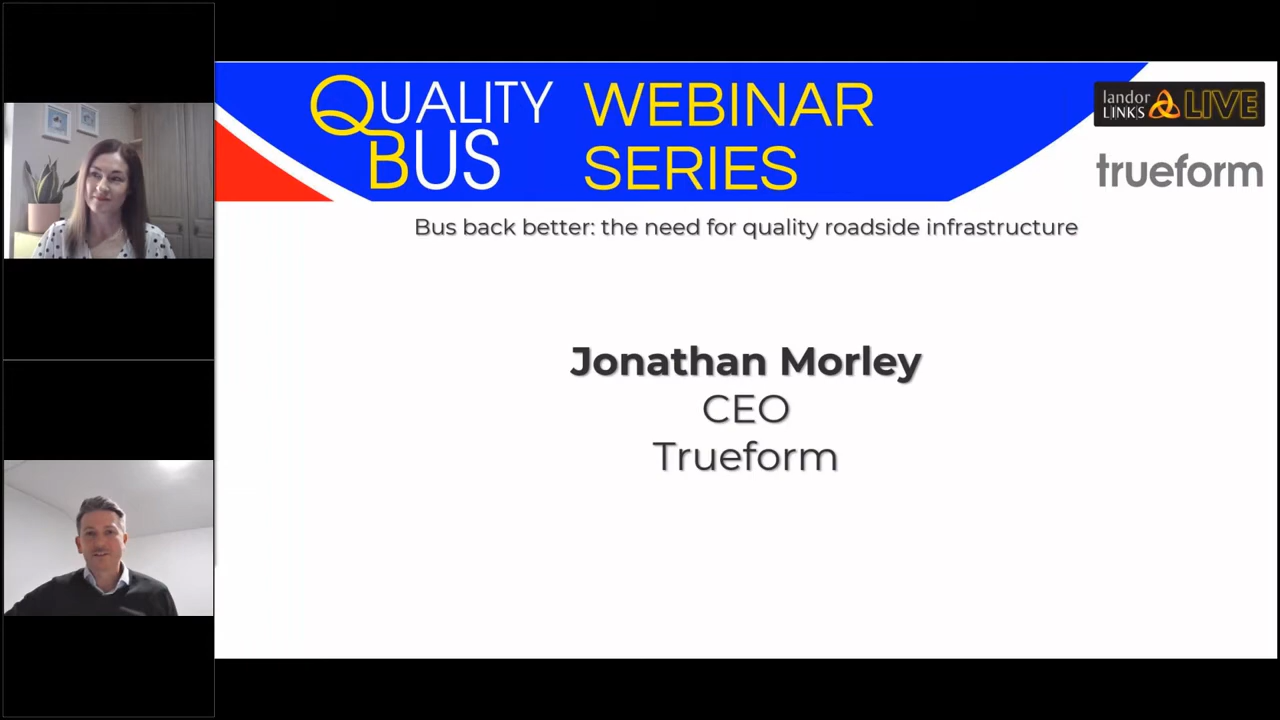 QUALITY BUS
WEBINAR SERIES
landor LINKS LIVE
trueform
Bus back better: the need for quality roadside infrastructure
Jonathan Morley
CEO
Trueform